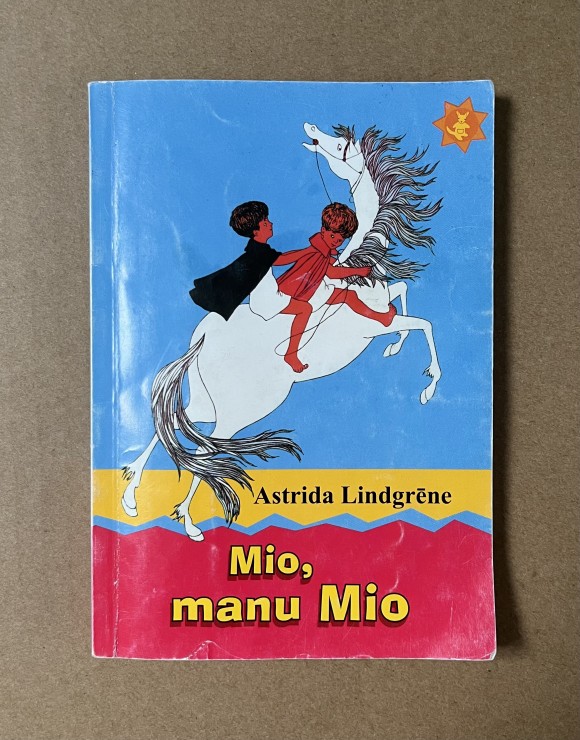 Astrida Lindgrēne
Mio,
manu Mio